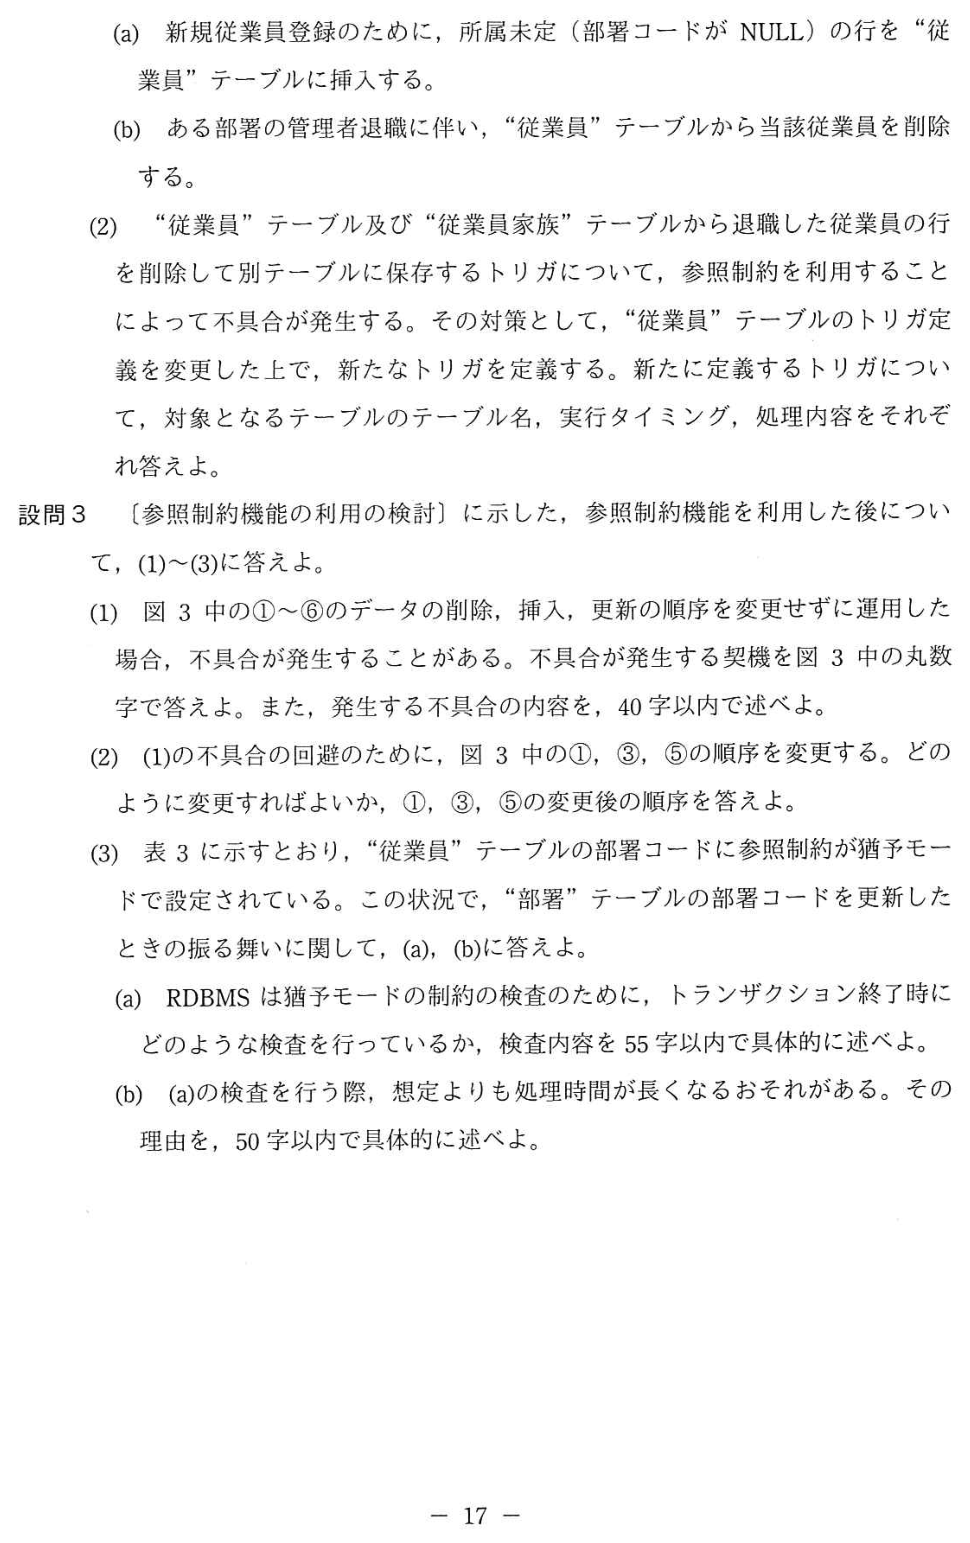 (a) 新規従業員登録のために，所属未定（部署コードが NULL）の行を“従
業員”テーブルに挿入する。
(b) ある部署の管理者退職に伴い，“従業員”テーブルから当該従業員を削除
する。
(2) “従業員”テーブル及び“従業員家族”テーブルから退職した従業員の行
を削除して別テーブルに保存するトリガについて，参照制約を利用すること
によって不具合が発生する。その対策として，“従業員”テーブルのトリガ定
義を変更した上で，新たなトリガを定義する。新たに定義するトリガについ
て，対象となるテーブルのテーブル名，実行タイミング，処理内容をそれぞ
れ答えよ。
設問３ 〔参照制約機能の利用の検討〕に示した，参照制約機能を利用した後につい
て，(1)～(3)に答えよ。
(1) 図 3 中の①～⑥のデータの削除，挿入，更新の順序を変更せずに運用した
場合，不具合が発生することがある。不具合が発生する契機を図 3 中の丸数
字で答えよ。また，発生する不具合の内容を，40 字以内で述べよ。
(2) (1)の不具合の回避のために，図 3 中の①，③，⑤の順序を変更する。どの
ように変更すればよいか，①，③，⑤の変更後の順序を答えよ。
(3) 表 3 に示すとおり，“従業員”テーブルの部署コードに参照制約が猶予モー
ドで設定されている。この状況で，“部署”テーブルの部署コードを更新した
ときの振る舞いに関して，(a)，(b)に答えよ。
(a) RDBMS は猶予モードの制約の検査のために，トランザクション終了時に
どのような検査を行っているか，検査内容を 55 字以内で具体的に述べよ。
(b) (a)の検査を行う際，想定よりも処理時間が長くなるおそれがある。その
理由を，50 字以内で具体的に述べよ。
－ 17 －